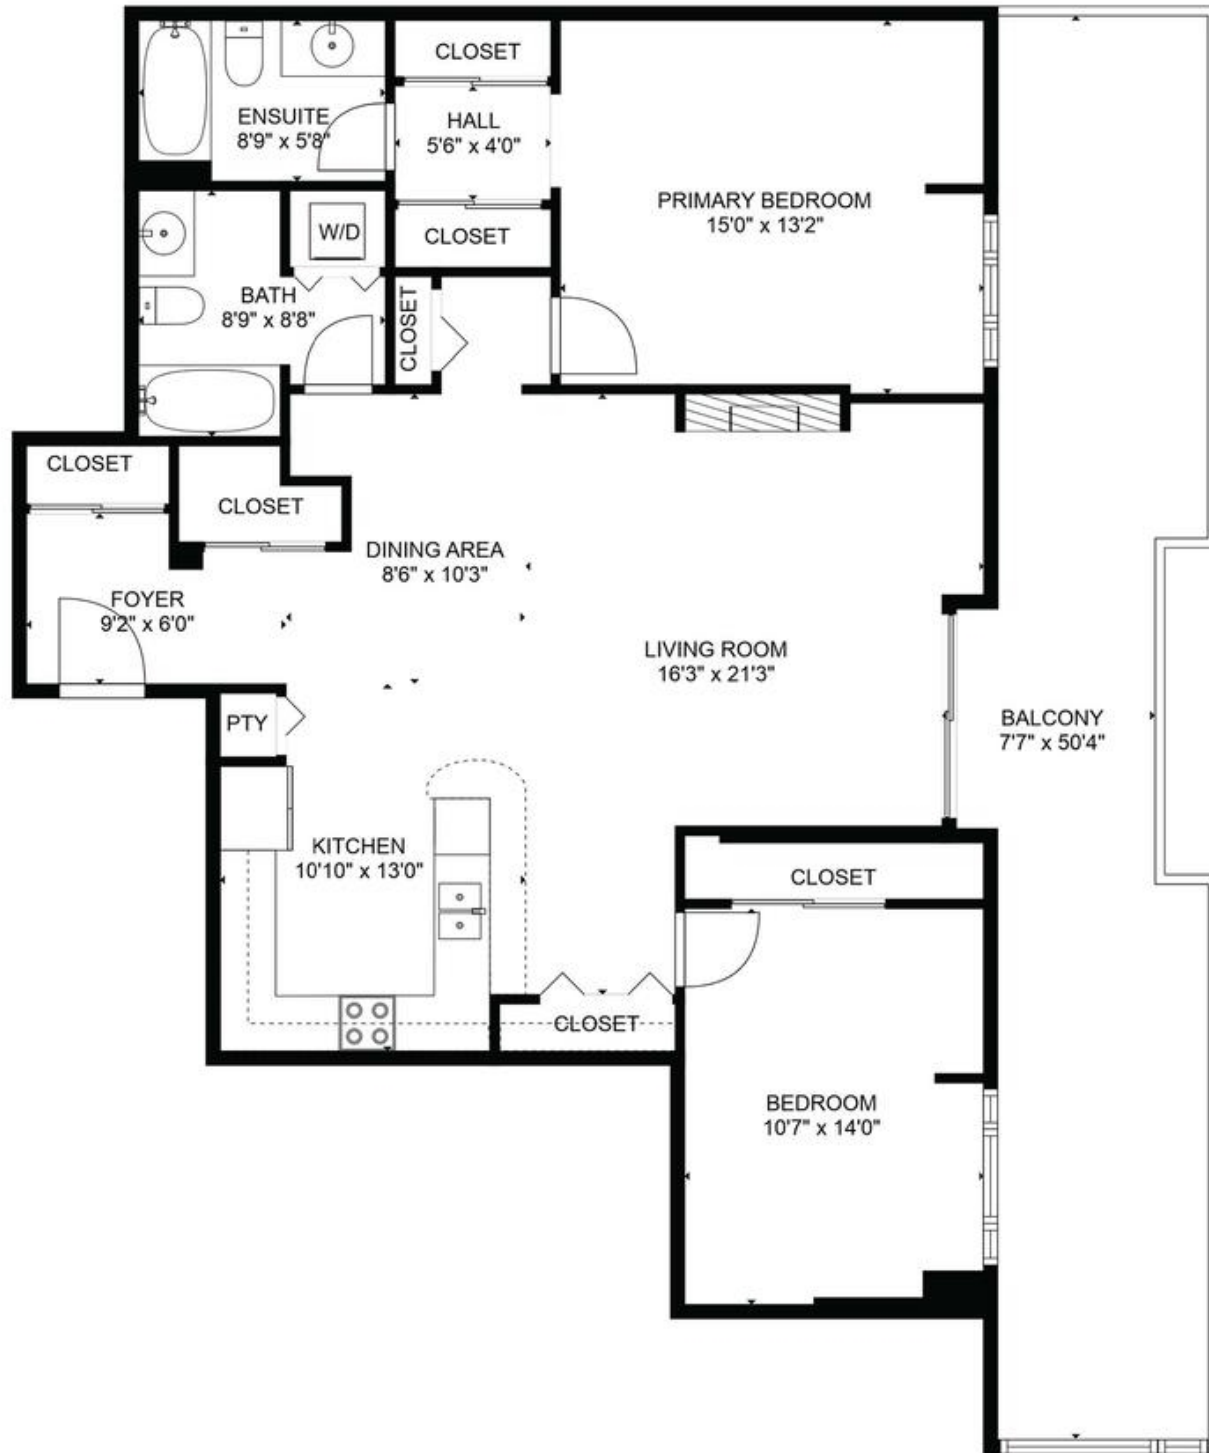 CLOSET
ENSUITE
8'9" x 5'8"
HALL
5'6" x 4'0"
PRIMARY BEDROOM
15'0" x 13'2"
W/D
CLOSET
BATH
8'9" x 8'8"
CLOSET
CLOSET
CLOSET
DINING AREA
8'6" x 10'3"
FOYER
9'2" x 6'0"
LIVING ROOM
16'3" x 21'3"
PTY
BALCONY
7'7" x 50'4"
KITCHEN
10'10" x 13'0"
CLOSET
CLOSET
BEDROOM
10'7" x 14'0"